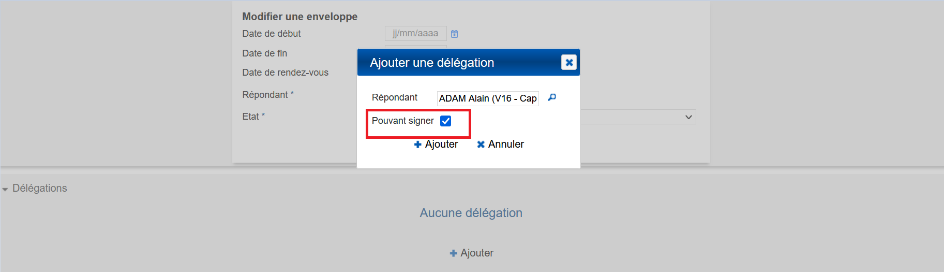 Modifier une enveloppe
Date de début jj/mm/aaaa
Date de fin
Date de rendez-vous
Répondant *
Etat *
Ajouter une délégation
Répondant ADAM Alain (V16 - Cap
Pouvant signer
Ajouter Annuler
Délégations
Aucune délégation
Ajouter